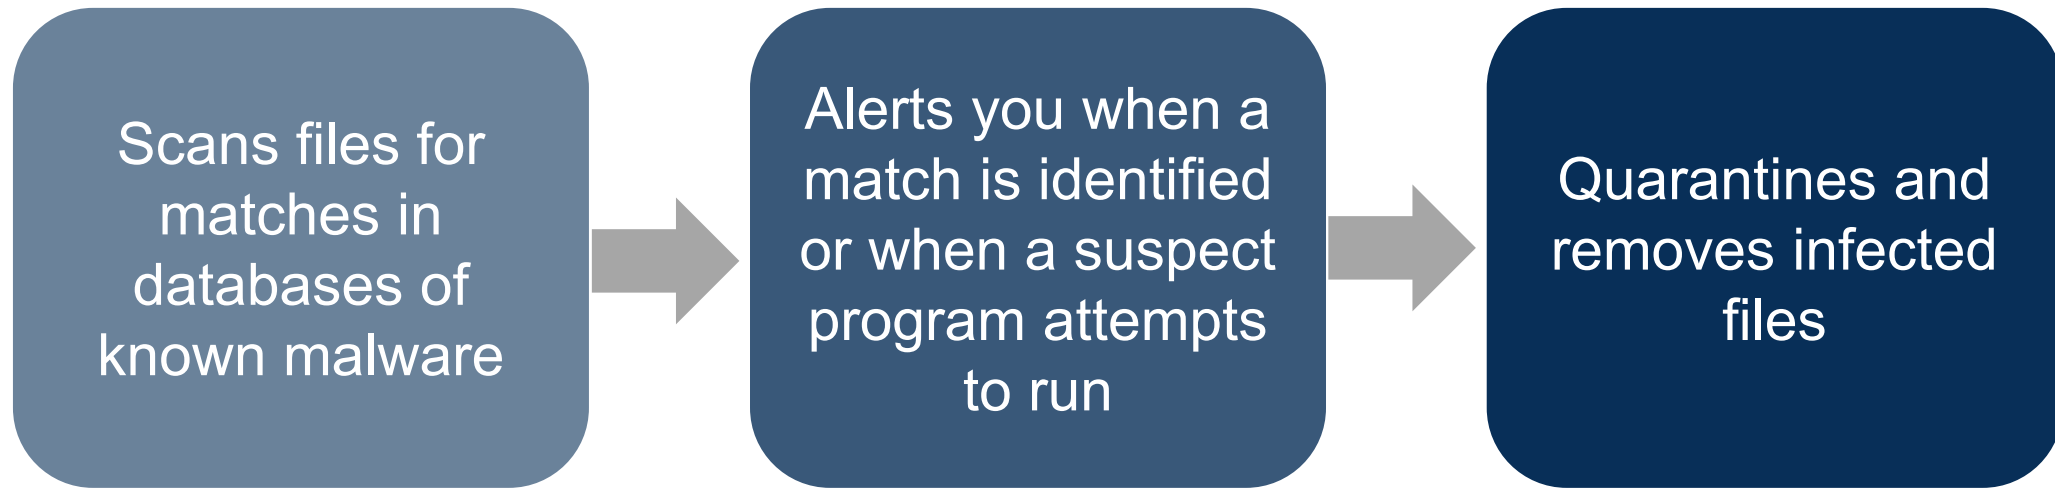 Scans files for
matches in
databases of
known malware
Alerts you when a
match is identified
or when a suspect
program attempts
to run
Quarantines and
removes infected
files